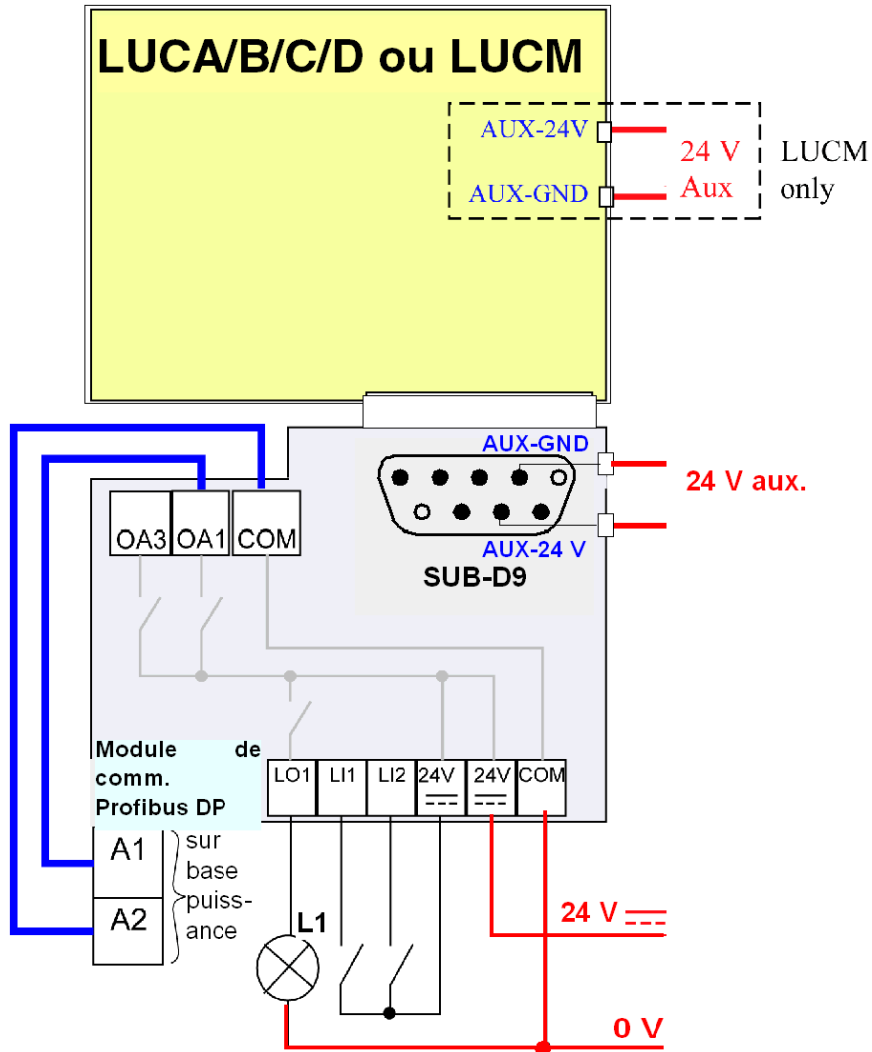 LUCA/B/C/D ou LUCM
AUX-24V
24 V
Aux
LUCM
only
AUX-GND
AUX-GND
24 V aux.
AUX-24 V
SUB-D9
OA3
OA1
COM
Module de
comm.
Profibus DP
LO1
LI1
LI2
24V
24V
COM
A1
A2
sur
base
puiss-
ance
L1
24 V
0 V